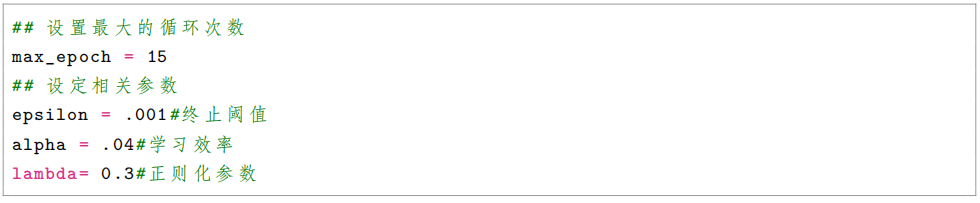 ## 设置最大的循环次数
max_epoch = 15
## 设定相关参数
epsilon = .001#终止阈值
alpha = .04#学习效率
lambda= 0.3#正则化参数